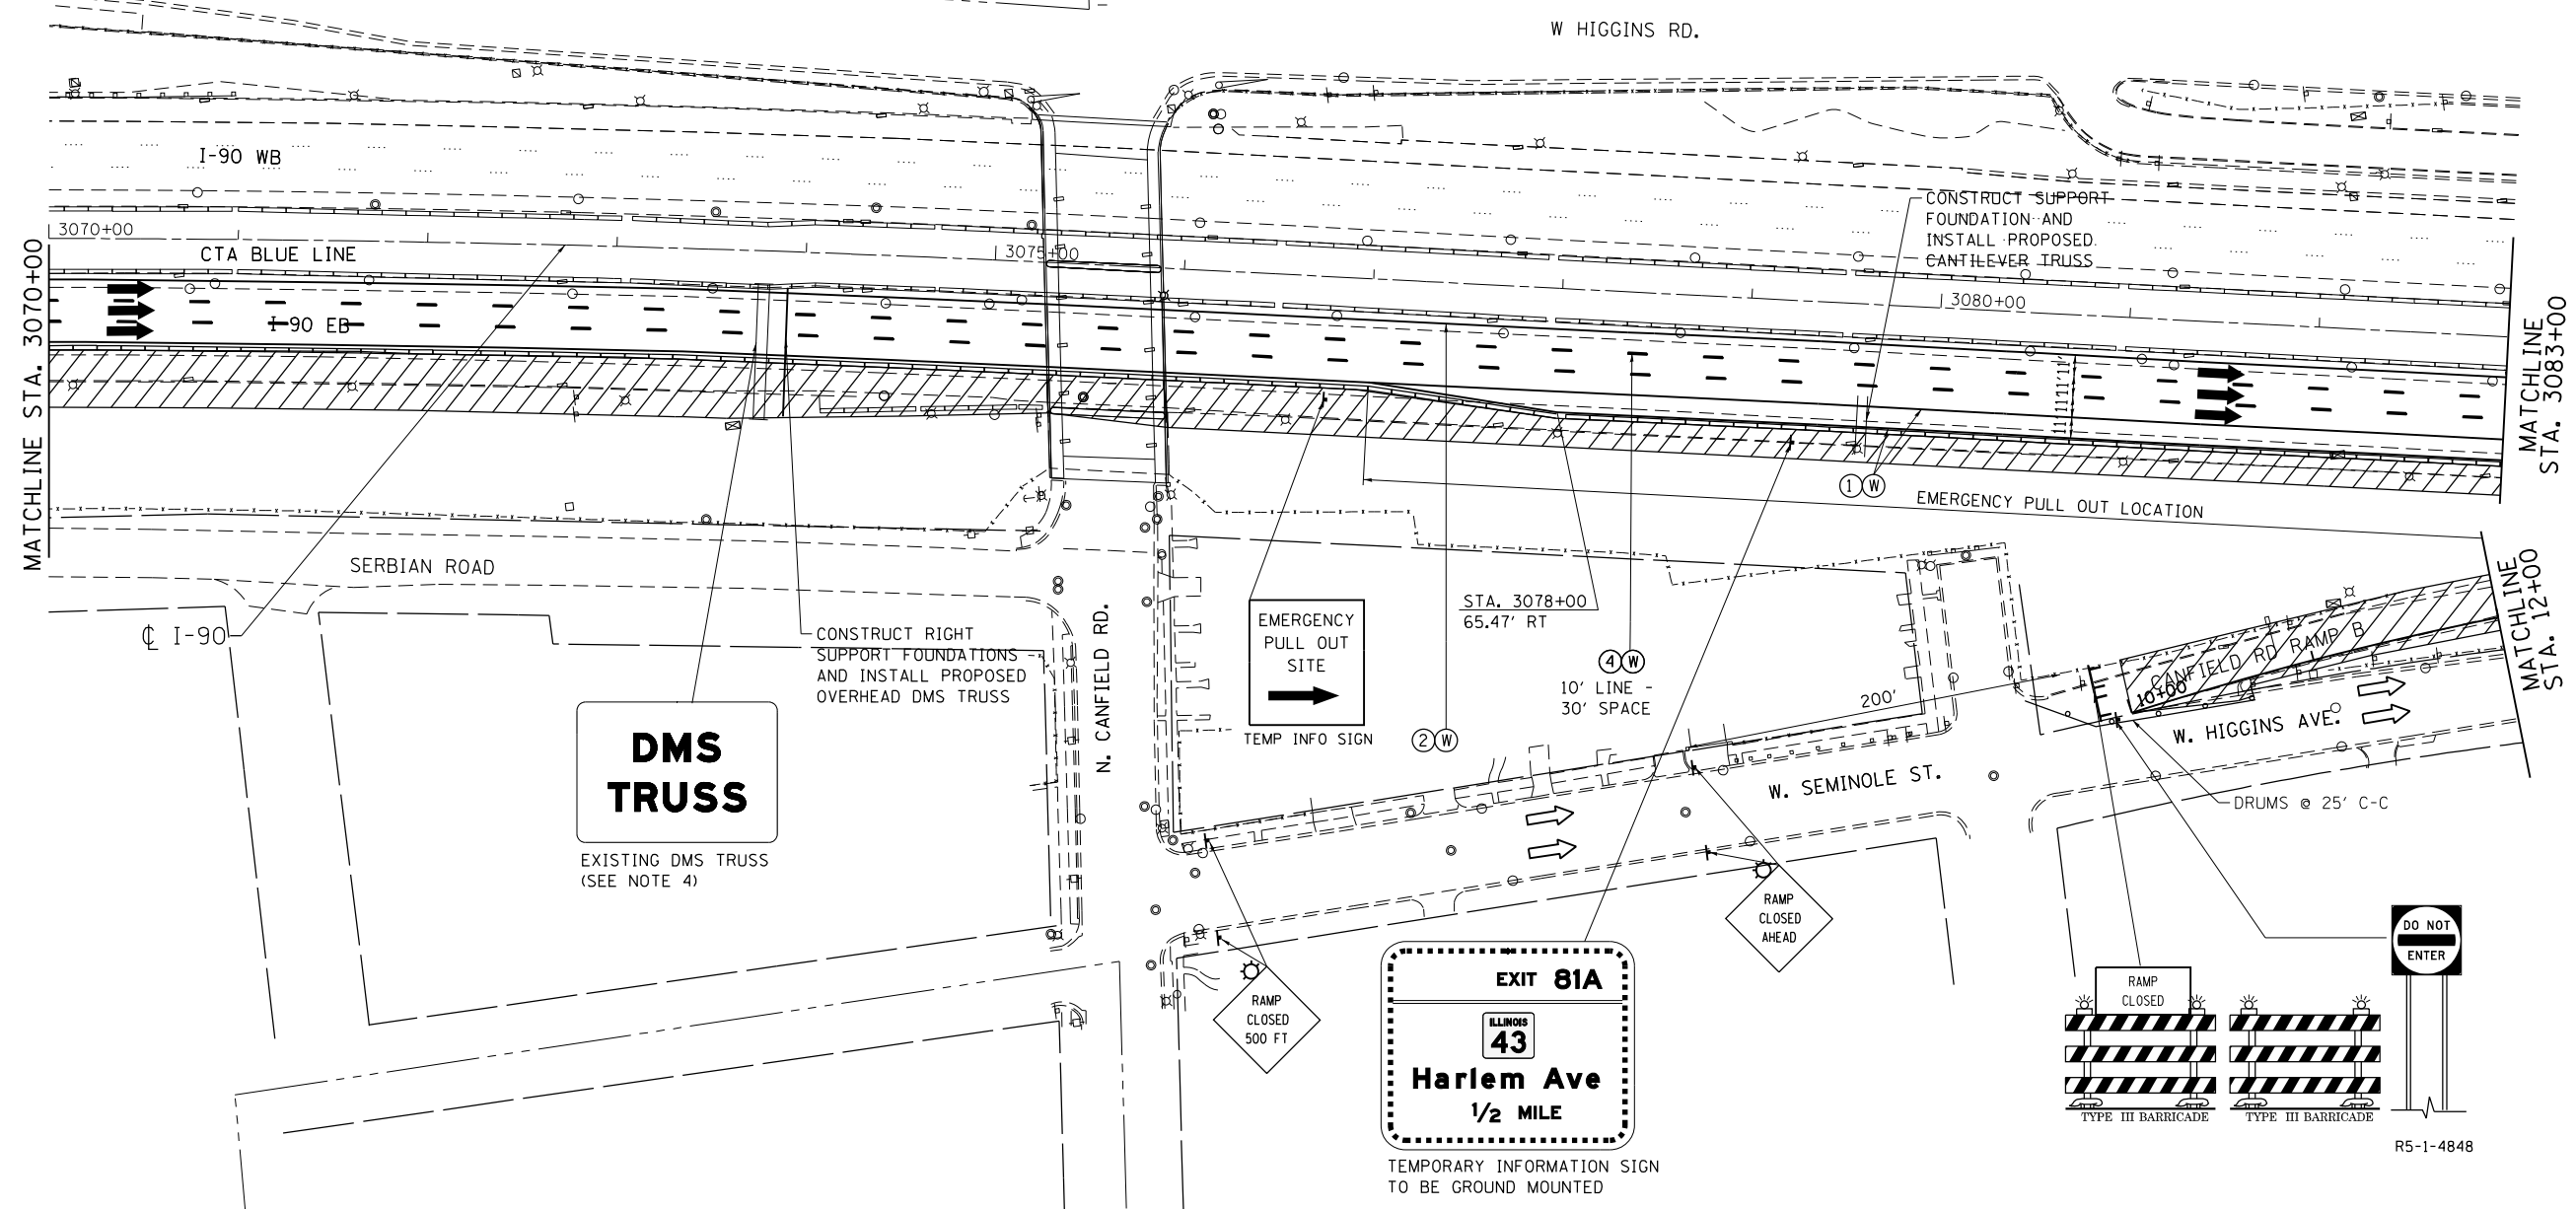 W HIGGINS RD.
I-90 WB
3070+00
CTA BLUE LINE
3075+00
3080+00
CONSTRUCT SUPPORT
FOUNDATION AND
INSTALL PROPOSED
CANTILEVER TRUSS
I-90 EB
MATCHLINE STA. 3070+00
MATCHLINE
STA. 3083+00
11' 11' 11' 11'
1 W
EMERGENCY PULL OUT LOCATION
SERBIAN ROAD
℄ I-90
CONSTRUCT RIGHT
SUPPORT FOUNDATIONS
AND INSTALL PROPOSED
OVERHEAD DMS TRUSS
N. CANFIELD RD.
EMERGENCY
PULL OUT
SITE
TEMP INFO SIGN
STA. 3078+00
65.47' RT
2 W
4 W
10' LINE -
30' SPACE
200'
CANFIELD RD RAMP B
10+00
W. HIGGINS AVE.
MATCHLINE
STA. 12+00
W. SEMINOLE ST.
DRUMS @ 25' C-C
DMS
TRUSS
EXISTING DMS TRUSS
(SEE NOTE 4)
RAMP
CLOSED
AHEAD
RAMP
CLOSED
500 FT
EXIT 81A
ILLINOIS
43
Harlem Ave
1/2 MILE
TEMPORARY INFORMATION SIGN
TO BE GROUND MOUNTED
RAMP
CLOSED
TYPE III BARRICADE
TYPE III BARRICADE
DO NOT
ENTER
R5-1-4848